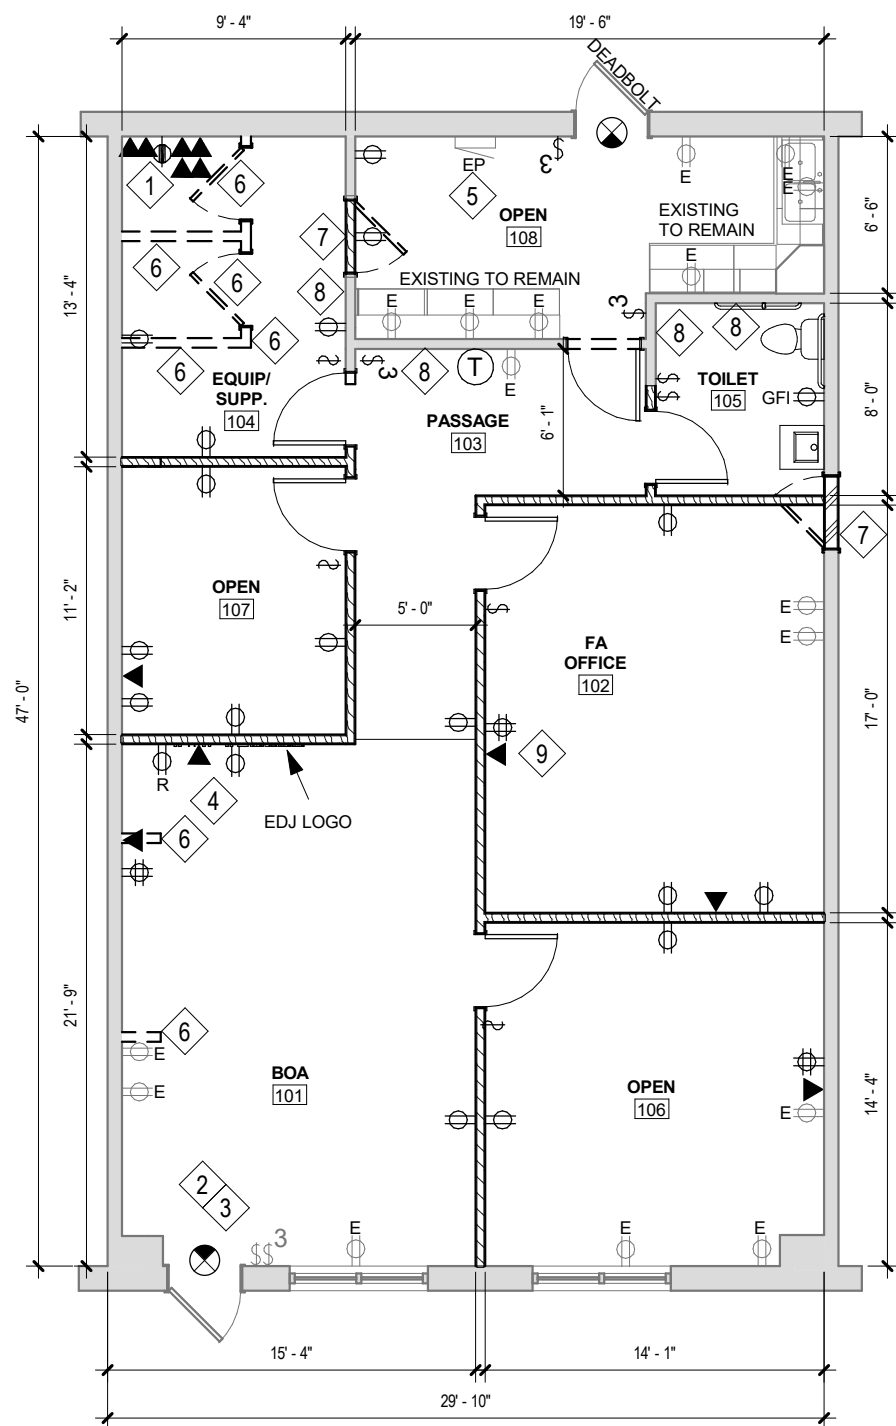 9' - 4"
19' - 6"
DEADBOLT
1
6
EP
3
E
E
E
5
OPEN
108
EXISTING
TO REMAIN
6' - 6"
7
6
6
8
EXISTING TO REMAIN
E
E
E
E
13' - 4"
3
8
8
6
6
3
8
T
E
EQUIP/
SUPP.
104
TOILET
105
GFI
8' - 0"
PASSAGE
103
6' - 1"
7
OPEN
107
11' - 2"
5' - 0"
E
E
FA
OFFICE
102
47' - 0"
17' - 0"
9
R
4
EDJ LOGO
6
21' - 9"
6
E
E
BOA
101
OPEN
106
E
14' - 4"
2
3
3
E
E
E
15' - 4"
14' - 1"
29' - 10"